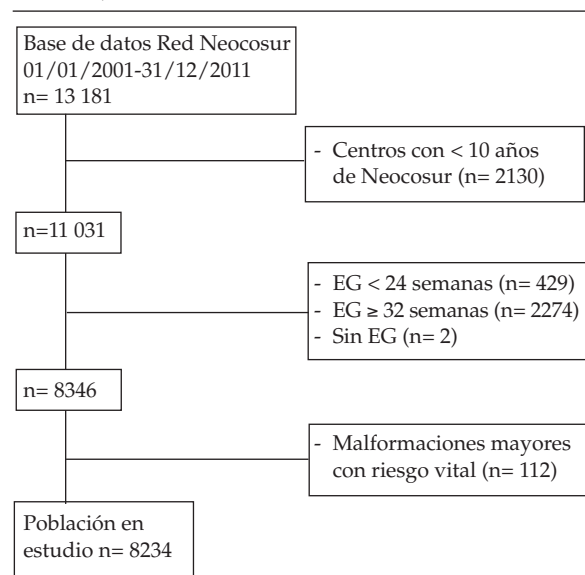 Base de datos Red Neocosur
01/01/2001-31/12/2011
n= 13 181
- Centros con < 10 años
de Neocosur (n= 2130)
n=11 031
- EG < 24 semanas (n= 429)
- EG ≥ 32 semanas (n= 2274)
- Sin EG (n= 2)
n= 8346
- Malformaciones mayores
con riesgo vital (n= 112)
Población en
estudio n= 8234